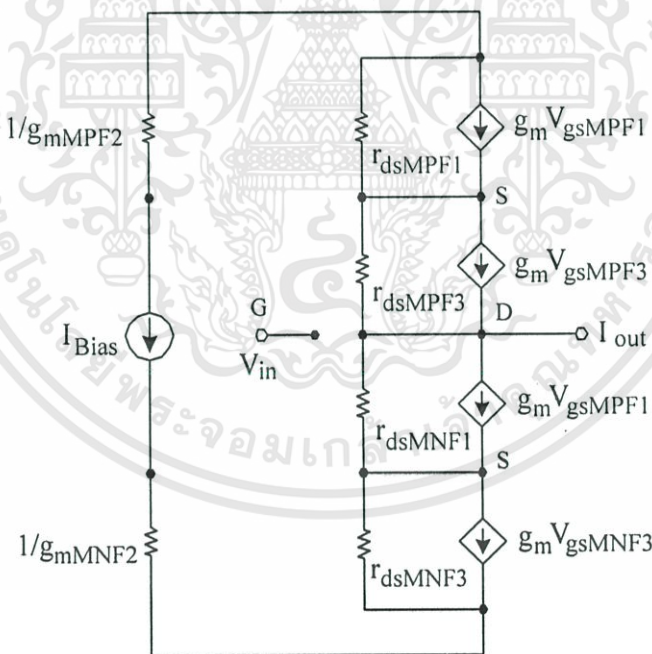 1/gmMPF2
rdsMPF1
gmVgsMPF1
S
gmVgsMPF3
rdsMPF3
D
G
Vin
IBias
Iout
gmVgsMPF1
rdsMNF1
S
1/gmMNF2
rdsMNF3
gmVgsMNF3